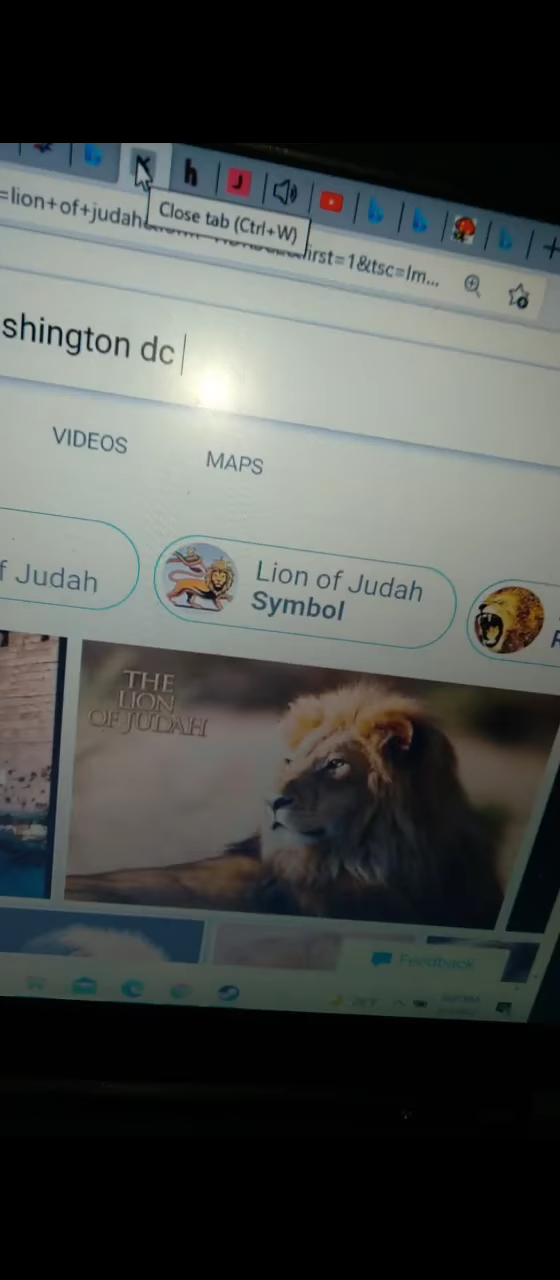 h
J
Close tab (Ctrl+W)
=lion+of+judah
irst=1&tsc=Im...
shington dc
VIDEOS
MAPS
f Judah
Lion of Judah
Symbol
THE
LION
OF JUDAH
Feedback